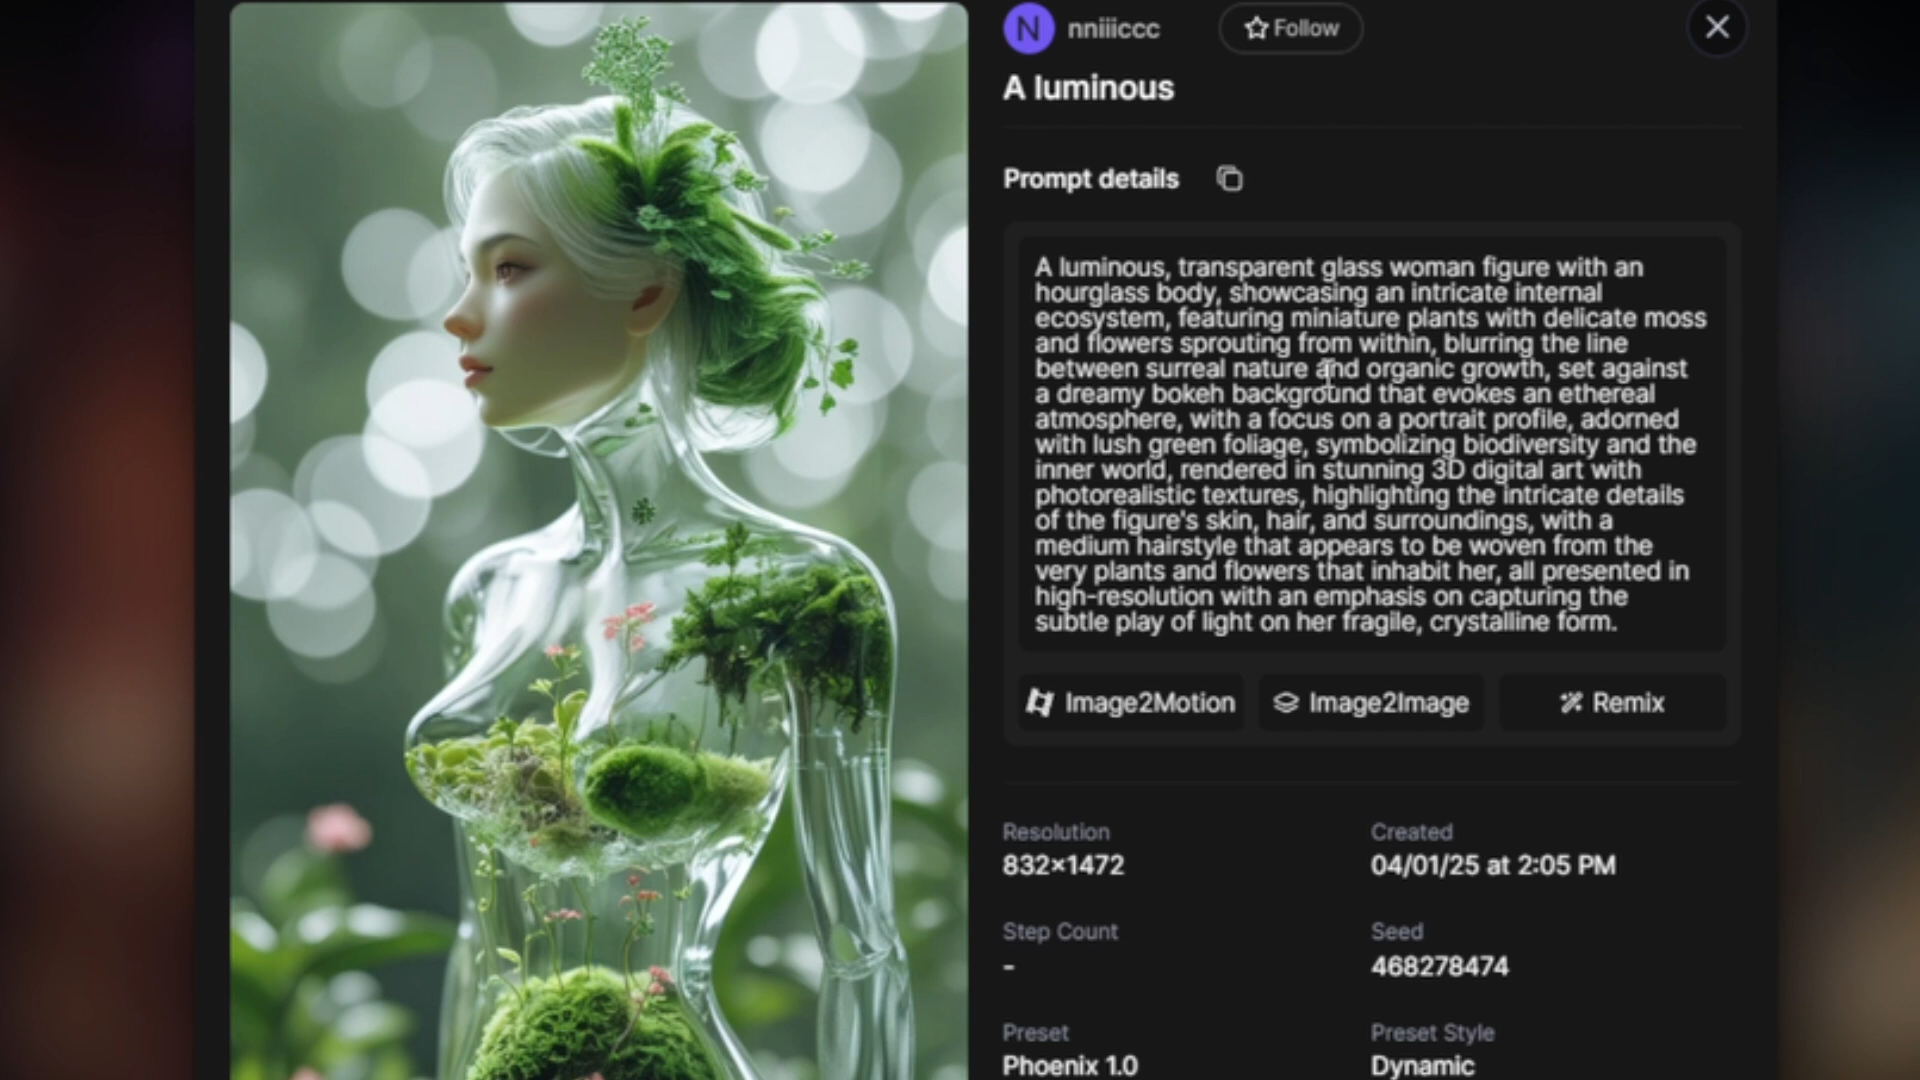 N nniiiccc Follow
A luminous
Prompt details
A luminous, transparent glass woman figure with an
hourglass body, showcasing an intricate internal
ecosystem, featuring miniature plants with delicate moss
and flowers sprouting from within, blurring the line
between surreal nature and organic growth, set against
a dreamy bokeh background that evokes an ethereal
atmosphere, with a focus on a portrait profile, adorned
with lush green foliage, symbolizing biodiversity and the
inner world, rendered in stunning 3D digital art with
photorealistic textures, highlighting the intricate details
of the figure's skin, hair, and surroundings, with a
medium hairstyle that appears to be woven from the
very plants and flowers that inhabit her, all presented in
high-resolution with an emphasis on capturing the
subtle play of light on her fragile, crystalline form.
Image2Motion Image2Image Remix
Resolution Created
832×1472 04/01/25 at 2:05 PM
Step Count Seed
- 468278474
Preset Preset Style
Phoenix 1.0 Dynamic